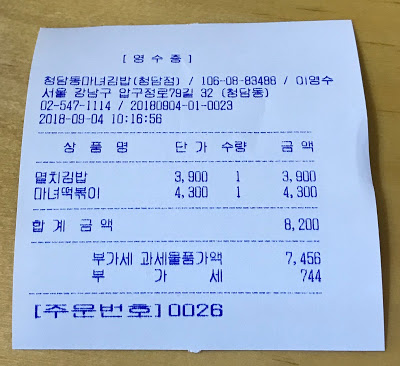 [ 영 수 증 ]
청담동마녀김밥(청담점) / 106-08-83488 / 이영수
서울 강남구 압구정로79길 32 (청담동)
02-547-1114 / 20180904-01-0023
2018-09-04 10:16:56
상 품 명 단 가 수량 금 액
멸치김밥 3,900 1 3,900
마녀떡볶이 4,300 1 4,300
합 계 금 액 8,200
부가세 과세물품가액 7,456
부 가 세 744
[주문번호]0026